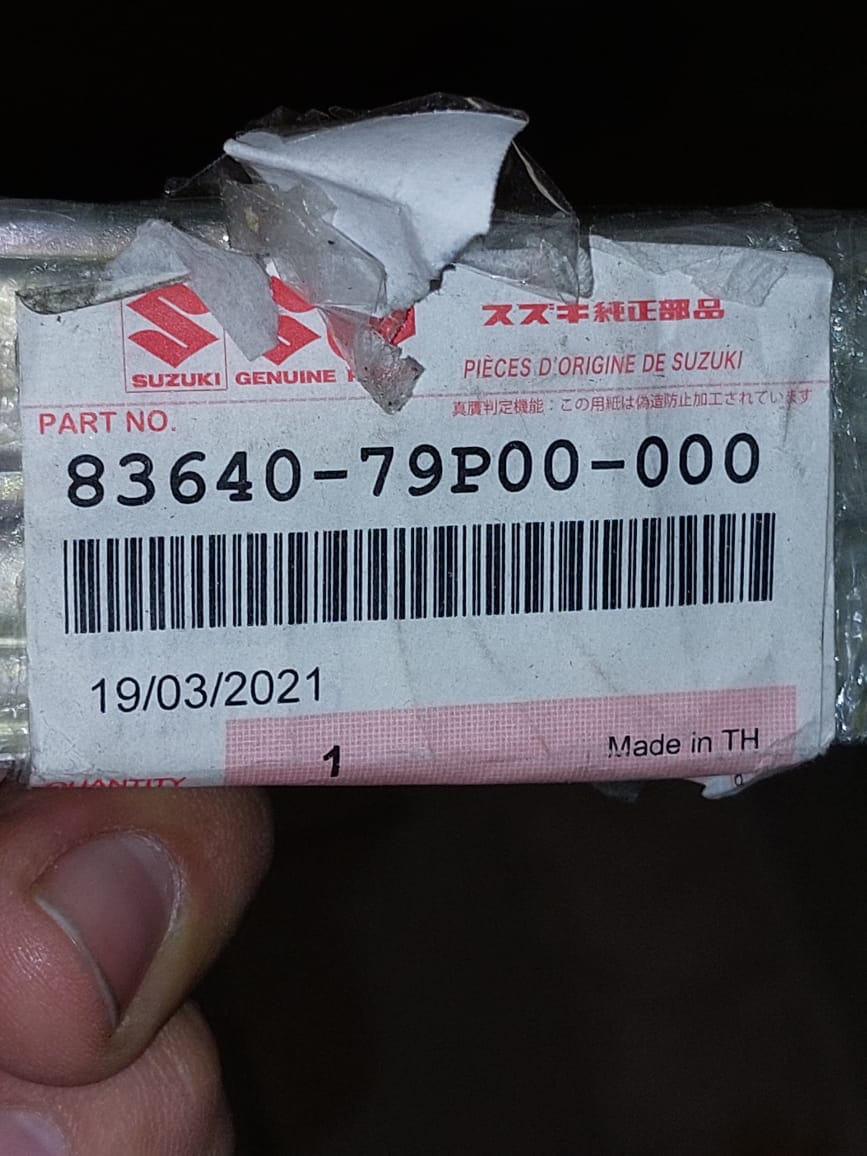 SUZUKI GENUINE
スズキ純正部品
PIÈCES D'ORIGINE DE SUZUKI
真贋判定機能：この用紙は偽造防止加工されています
PART NO.
83640-79P00-000
19/03/2021
1
Made in TH
QUANTITY